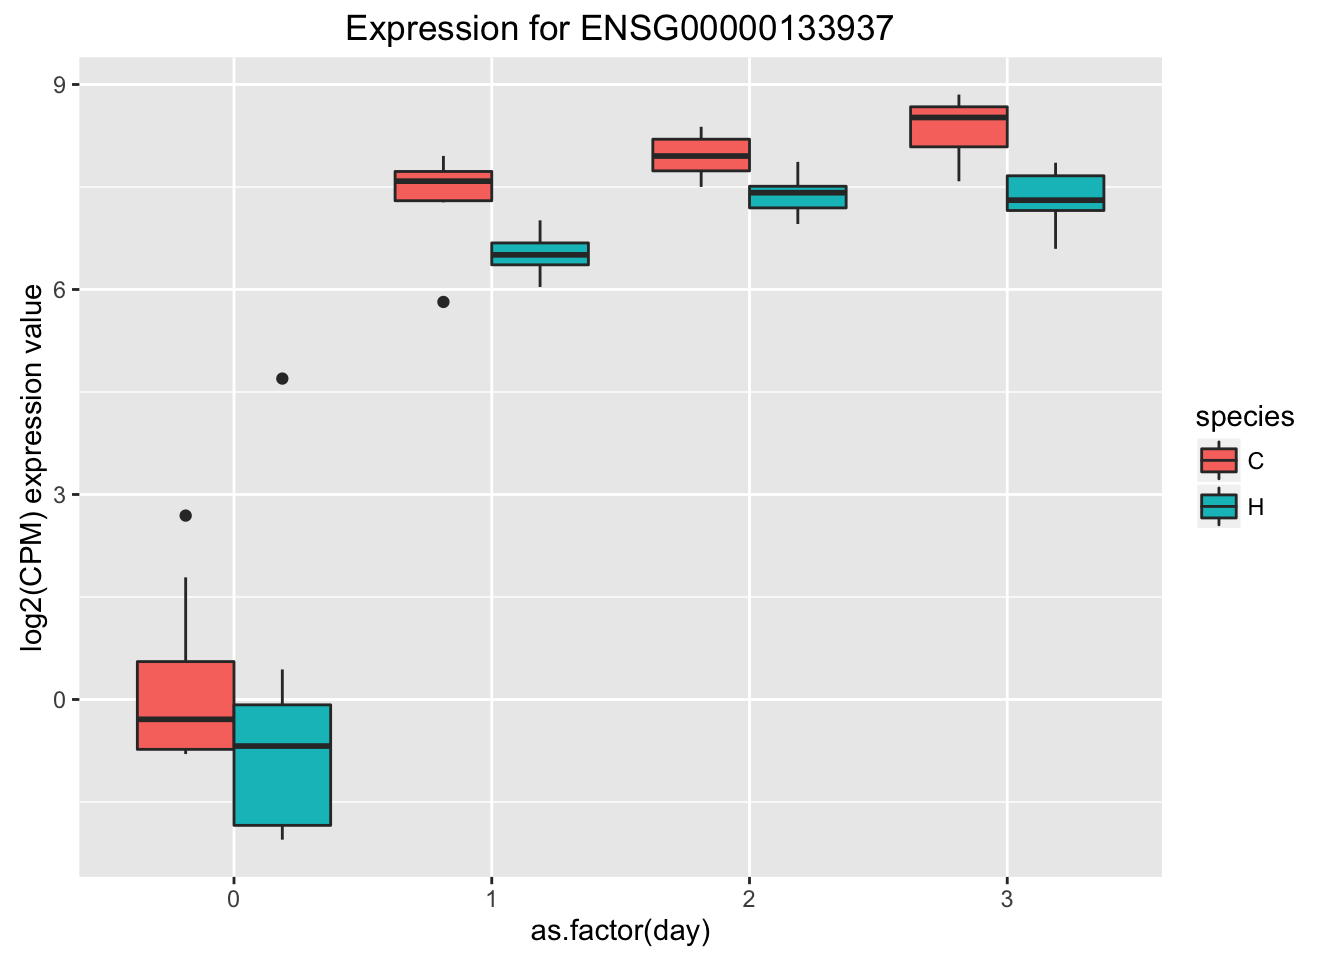 Expression for ENSG00000133937
log2(CPM) expression value
9
6
3
0
0
1
2
3
as.factor(day)
species
C
H